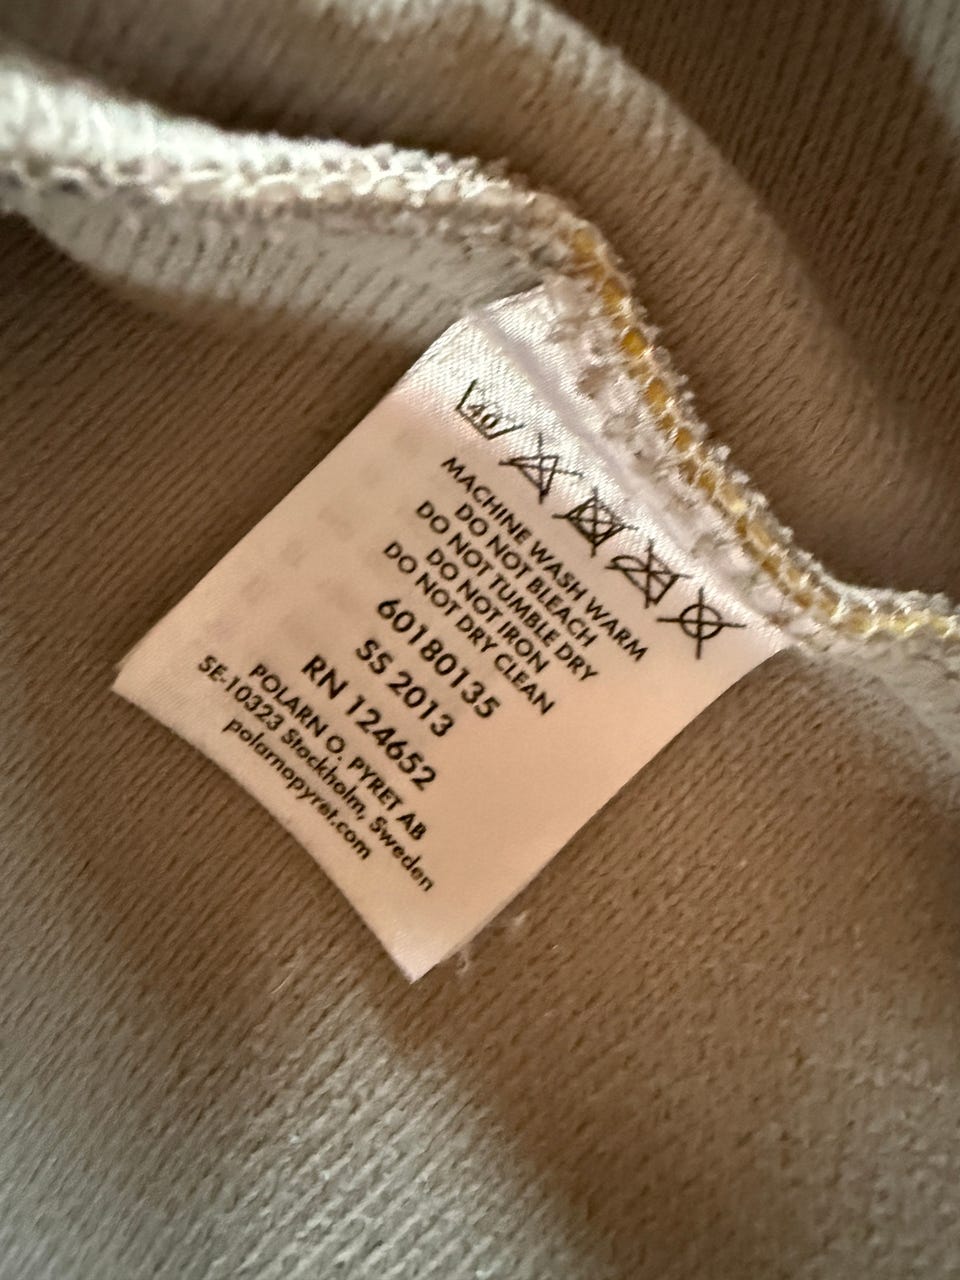 40
MACHINE WASH WARM
DO NOT BLEACH
DO NOT TUMBLE DRY
DO NOT IRON
DO NOT DRY CLEAN
60180135
SS 2013
RN 124652
POLARN O. PYRET AB
SE-10323 Stockholm, Sweden
polarnopyret.com